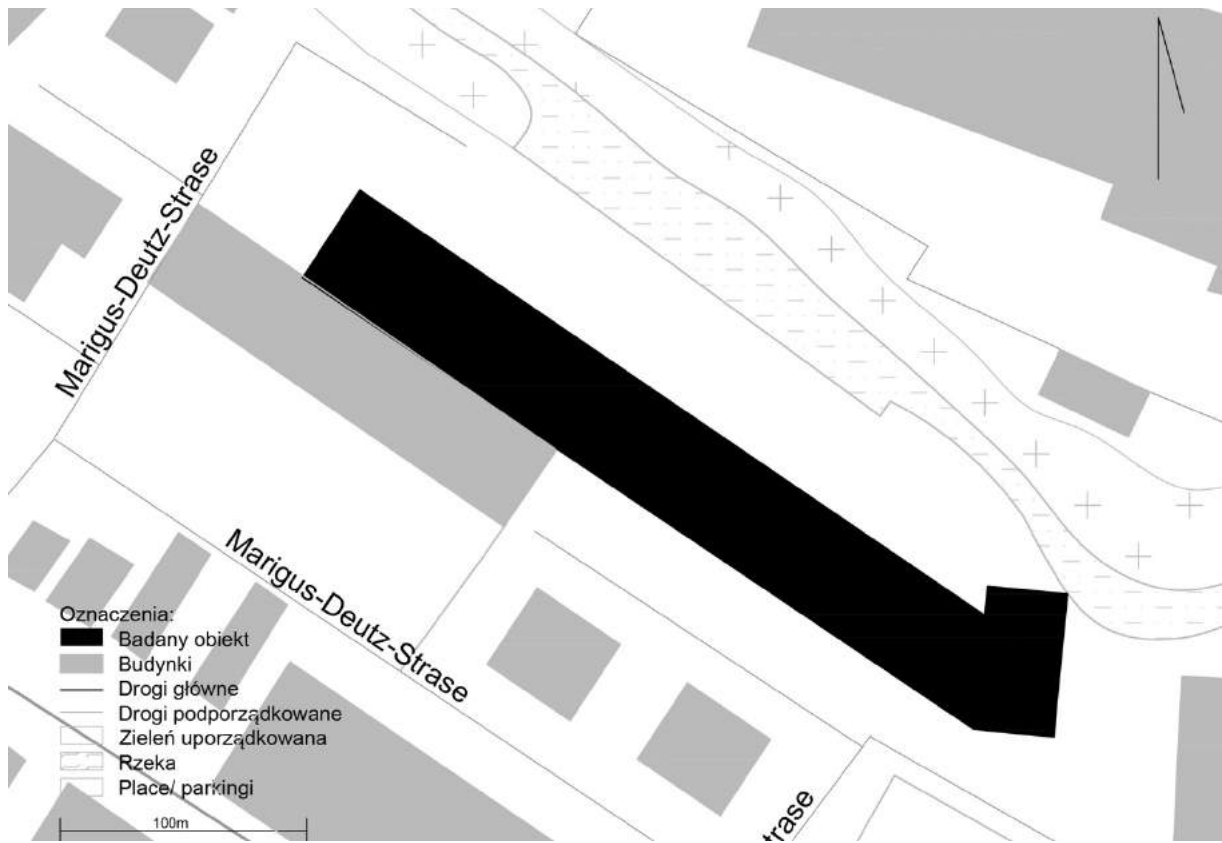 Marigus-Deutz-Strase
Marigus-Deutz-Strase
Oznaczenia:
Badany obiekt
Budynki
Drogi główne
Drogi podporządkowane
Zieleń uporządkowana
Rzeka
Place/ parkingi
100m
trase